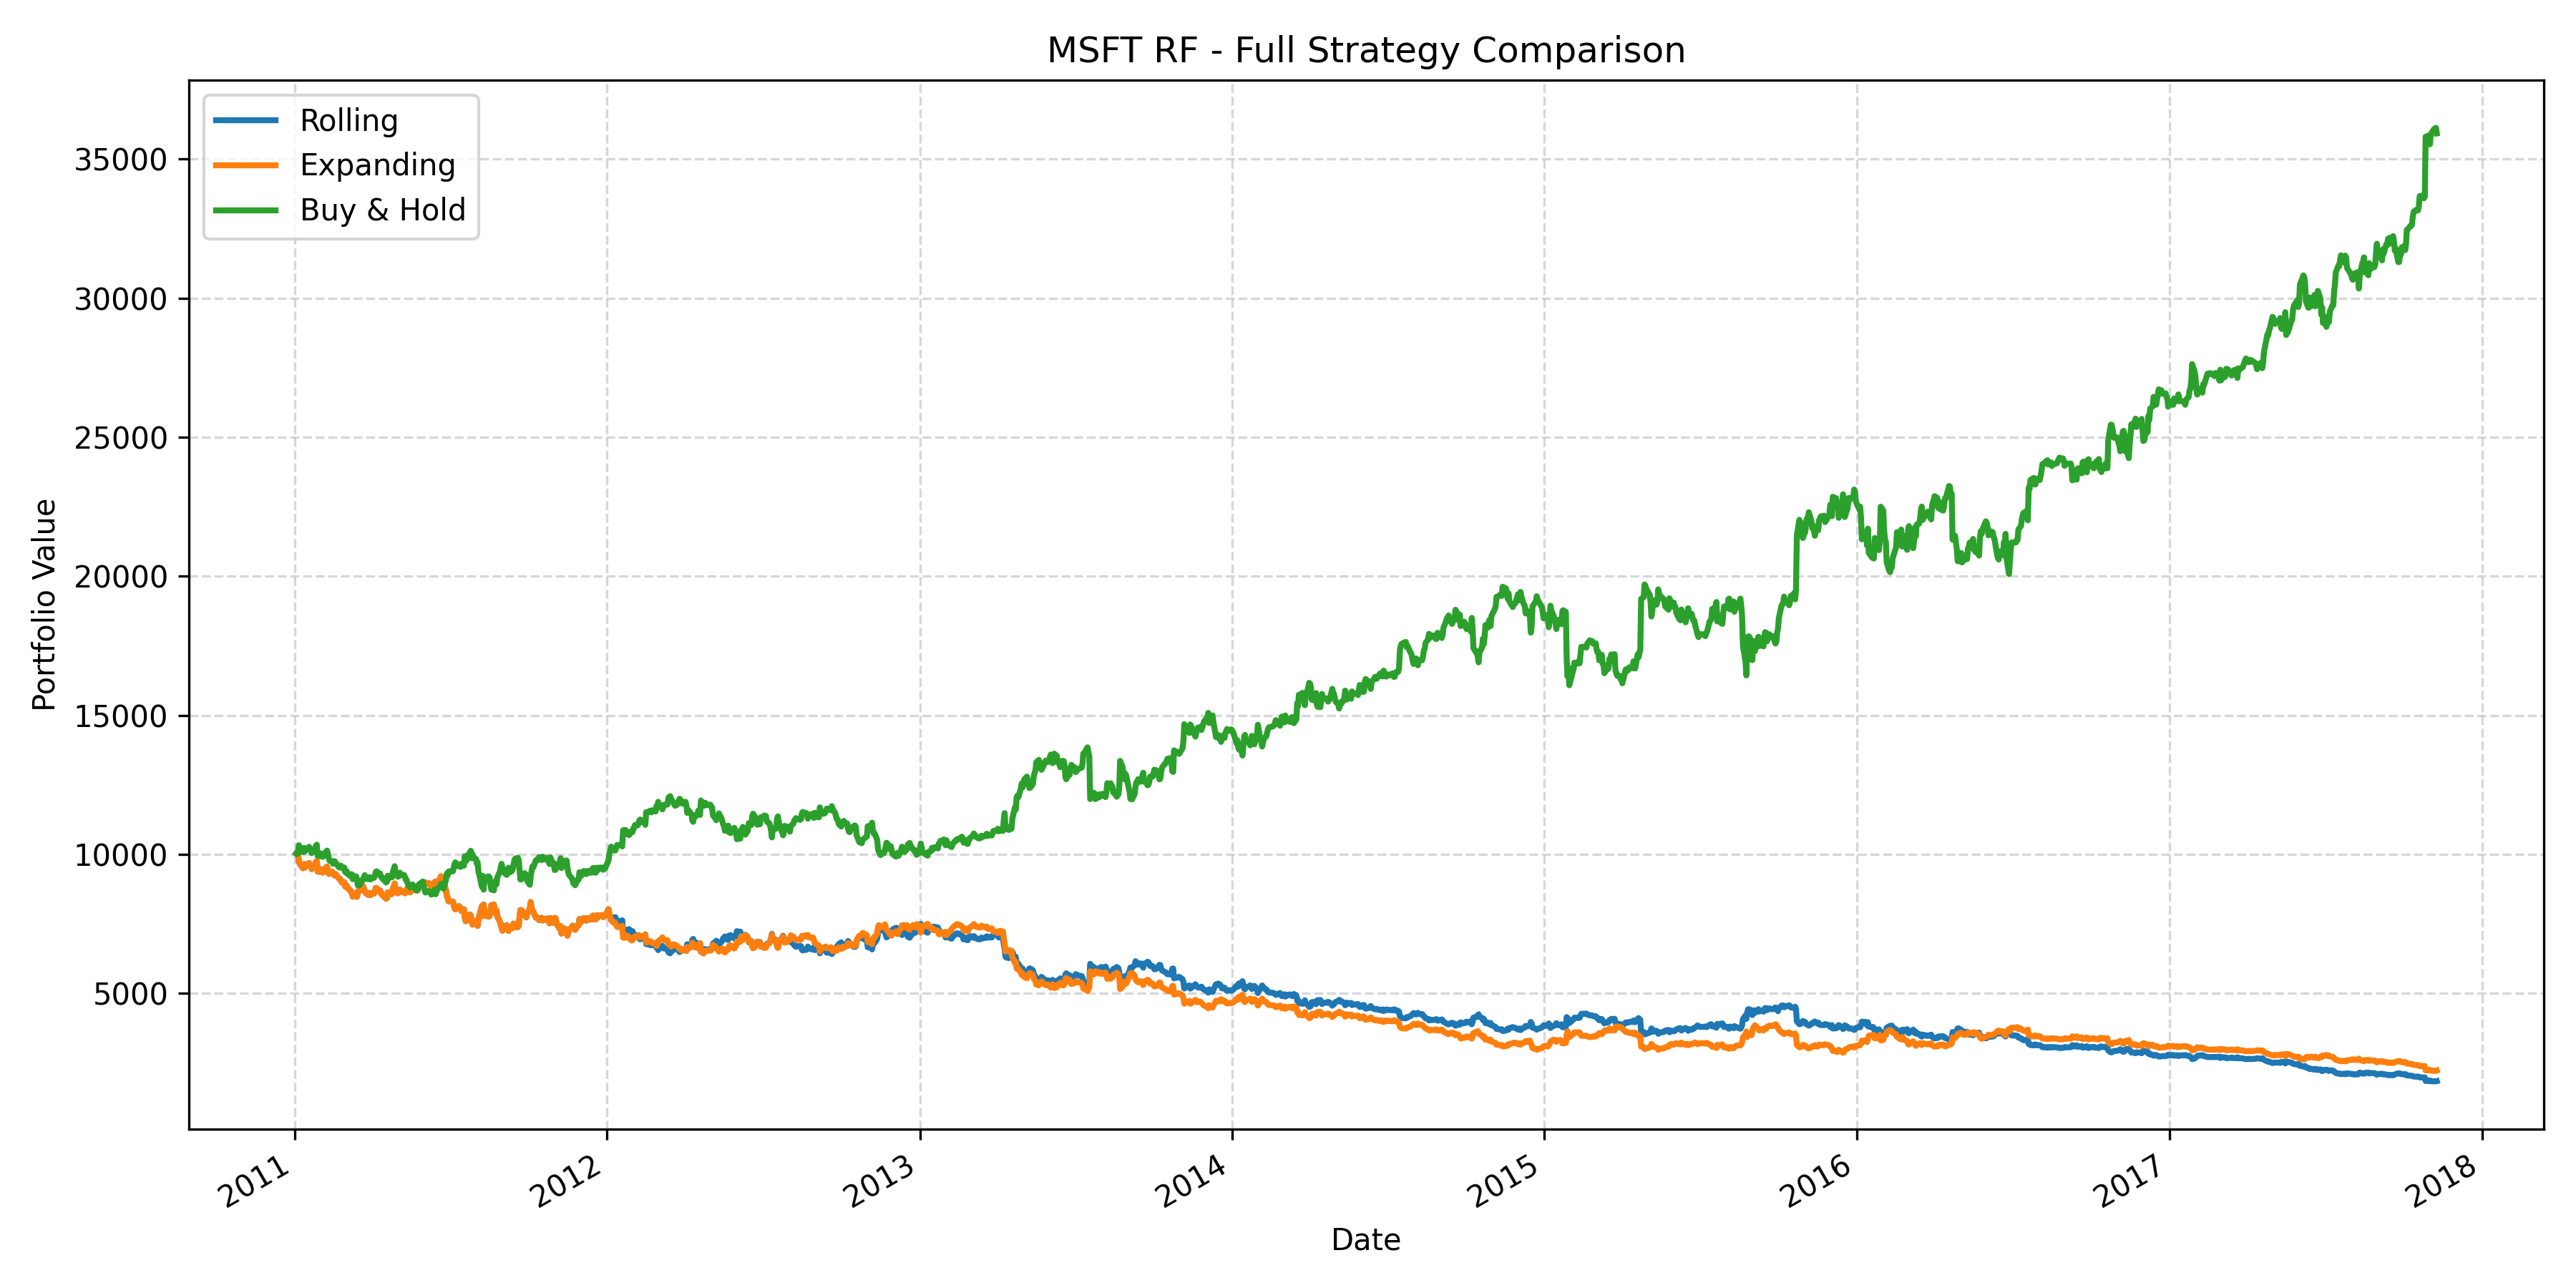 MSFT RF - Full Strategy Comparison
Rolling
Expanding
Buy & Hold
35000
30000
25000
20000
15000
10000
5000
Portfolio Value
2011
2012
2013
2014
2015
2016
2017
2018
Date